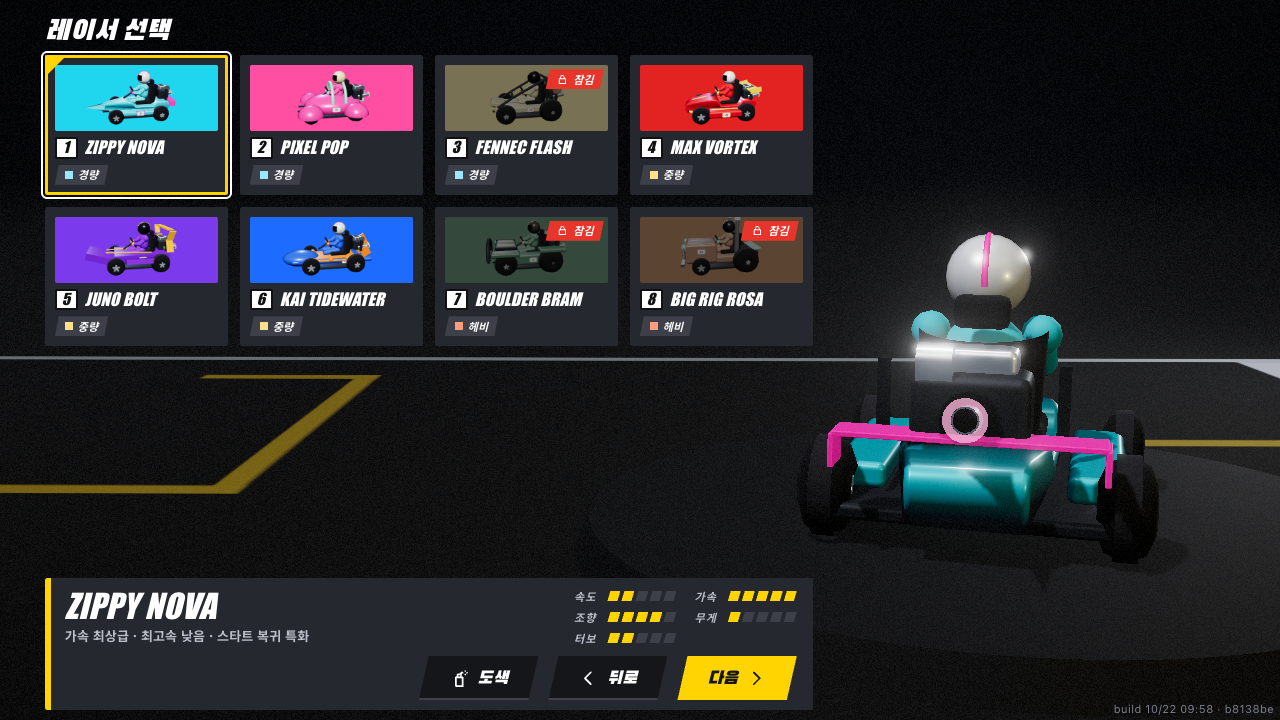 레이서 선택
1 ZIPPY NOVA
경량
2 PIXEL POP
경량
잠김
3 FENNEC FLASH
경량
4 MAX VORTEX
중량
5 JUNO BOLT
중량
6 KAI TIDEWATER
중량
잠김
7 BOULDER BRAM
헤비
잠김
8 BIG RIG ROSA
헤비
ZIPPY NOVA
가속 최상급 · 최고속 낮음 · 스타트 복귀 특화
속도 가속
조향 무게
터보
도색 뒤로 다음
build 10/22 09:58 · b8138be